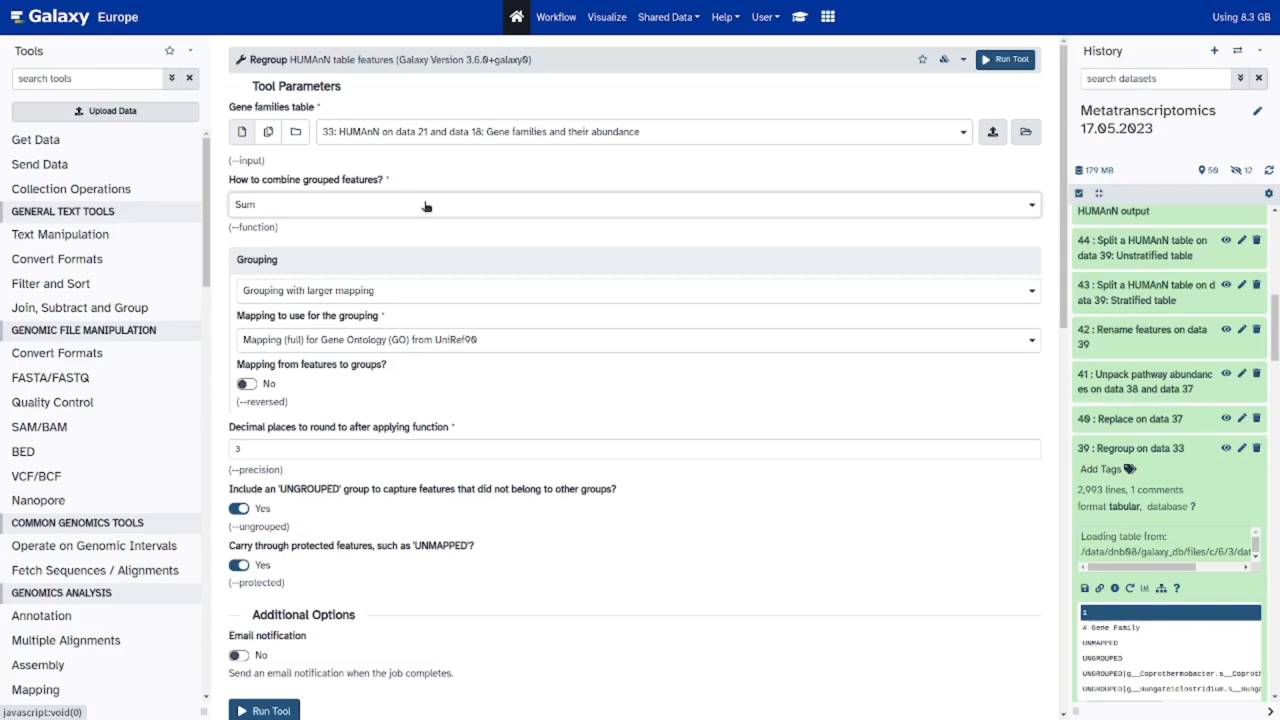 Galaxy Europe
Workflow Visualize Shared Data Help User
Using 8.3 GB
Tools
search tools
Upload Data
Get Data
Send Data
Collection Operations
GENERAL TEXT TOOLS
Text Manipulation
Convert Formats
Filter and Sort
Join, Subtract and Group
GENOMIC FILE MANIPULATION
Convert Formats
FASTA/FASTQ
Quality Control
SAM/BAM
BED
VCF/BCF
Nanopore
COMMON GENOMICS TOOLS
Operate on Genomic Intervals
Fetch Sequences / Alignments
GENOMICS ANALYSIS
Annotation
Multiple Alignments
Assembly
Mapping
javascript:void(0)
Regroup HUMAnN table features (Galaxy Version 3.6.0+galaxy0)
Run Tool
Tool Parameters
Gene families table *
33: HUMAnN on data 21 and data 18: Gene families and their abundance
(--input)
How to combine grouped features? *
Sum
(--function)
Grouping
Grouping with larger mapping
Mapping to use for the grouping *
Mapping (full) for Gene Ontology (GO) from UniRef90
Mapping from features to groups?
No
(--reversed)
Decimal places to round to after applying function *
3
(--precision)
Include an 'UNGROUPED' group to capture features that did not belong to other groups?
Yes
(--ungrouped)
Carry through protected features, such as 'UNMAPPED'?
Yes
(--protected)
Additional Options
Email notification
No
Send an email notification when the job completes.
Run Tool
History
search datasets
Metatranscriptomics
17.05.2023
179 MB
50
12
HUMAnN output
44 : Split a HUMAnN table on
data 39: Unstratified table
43 : Split a HUMAnN table on d
ata 39: Stratified table
42 : Rename features on data
39
41 : Unpack pathway abundanc
es on data 38 and data 37
40 : Replace on data 37
39 : Regroup on data 33
Add Tags
2,993 lines, 1 comments
format tabular, database ?
Loading table from:
/data/dnb08/galaxy_db/files/c/6/3/dat
1
# Gene Family
UNMAPPED
UNGROUPED
UNGROUPED|g__Coprothermobacter.s__Coproth
UNGROUPED|g__Hungateiclostridium.s__Hunga